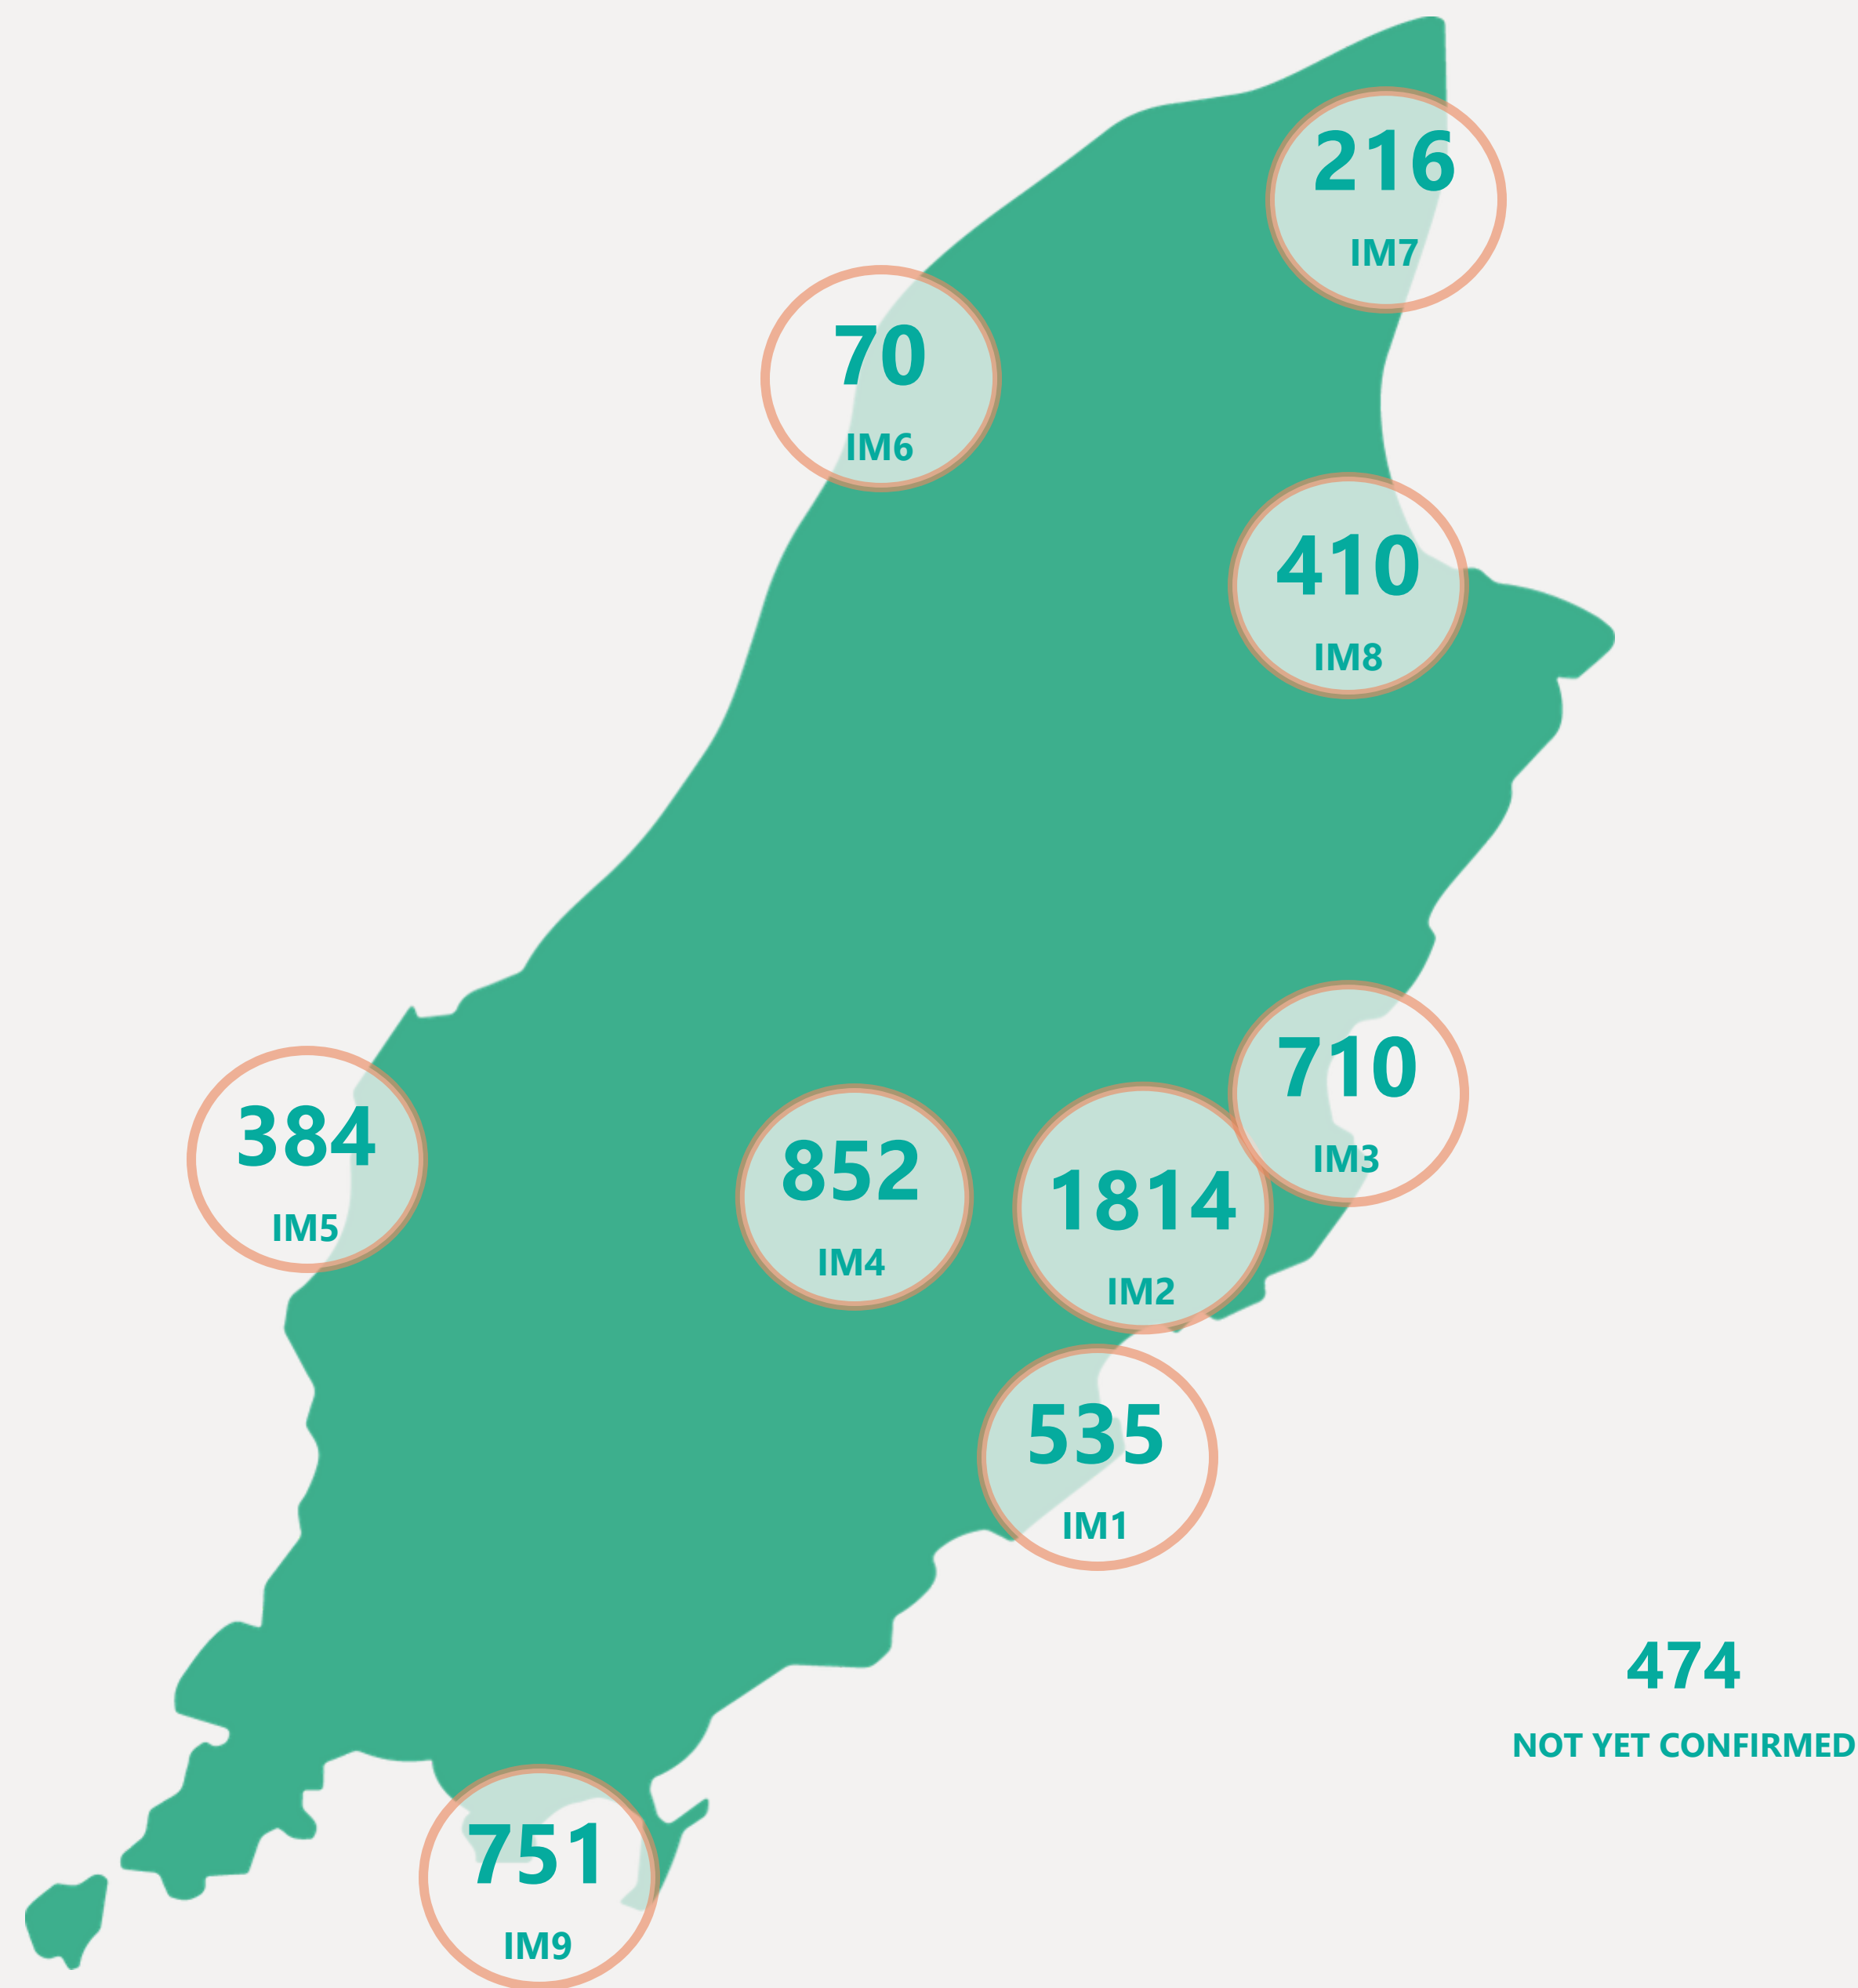 216
IM7
70
IM6
410
IM8
710
IM3
384
IM5
852
IM4
1814
IM2
535
IM1
474
NOT YET CONFIRMED
751
IM9